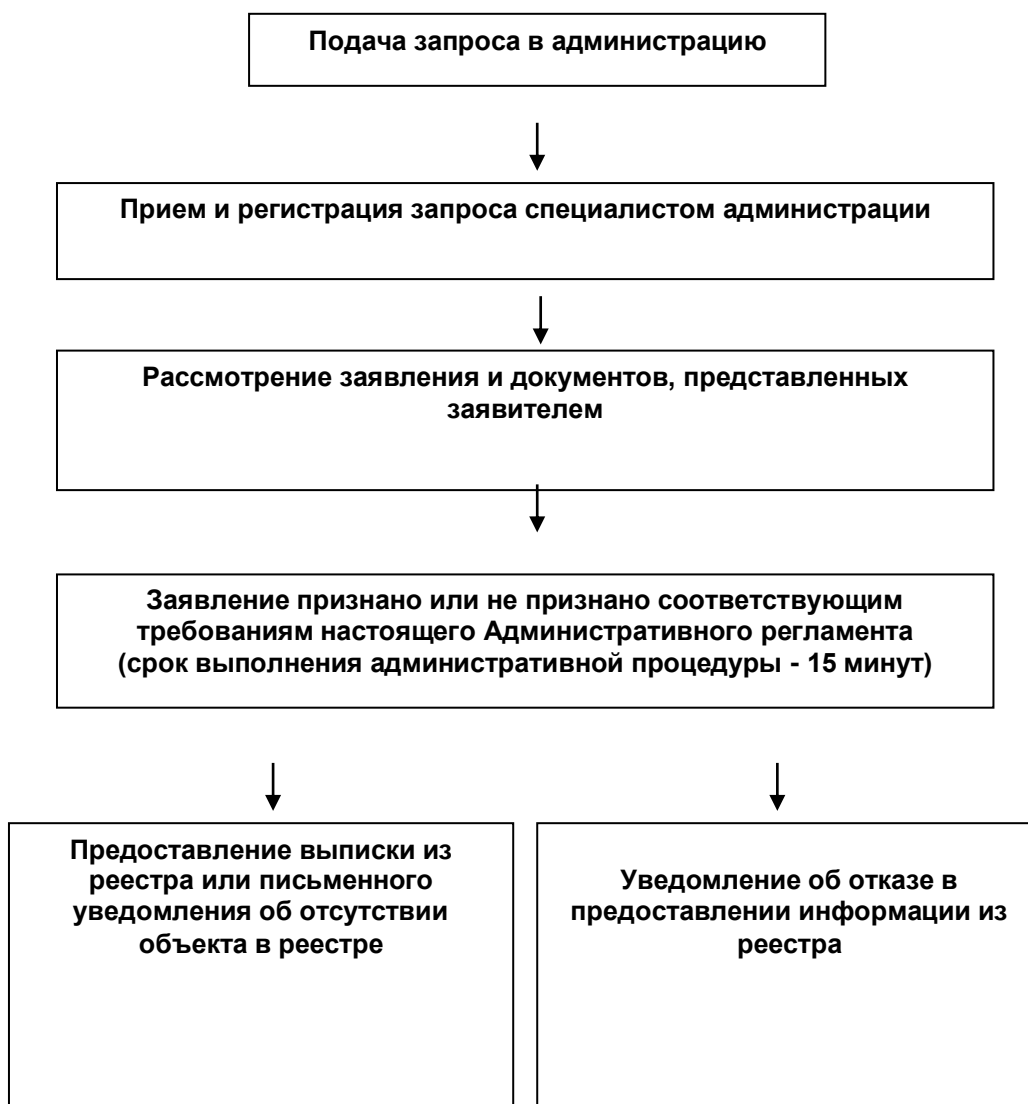 Подача запроса в администрацию
Прием и регистрация запроса специалистом администрации
Рассмотрение заявления и документов, представленных
заявителем
Заявление признано или не признано соответствующим
требованиям настоящего Административного регламента
(срок выполнения административной процедуры - 15 минут)
Предоставление выписки из
реестра или письменного
уведомления об отсутствии
объекта в реестре
Уведомление об отказе в
предоставлении информации из
реестра